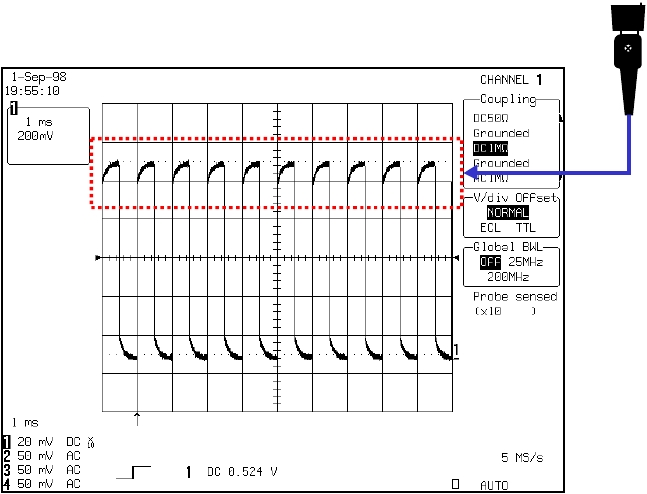 1-Sep-98
19:55:10
1
1 ms
200mV
CHANNEL 1
Coupling
DC50Ω
Grounded
DC1MΩ
Grounded
AC1MΩ
V/div Offset
NORMAL
ECL TTL
Global BWL
OFF 25MHz
200MHz
Probe sensed
(x10 )
1
1 ms
1 20 mV DC
2 50 mV AC
3 50 mV AC
4 50 mV AC
1 DC 0.524 V
5 MS/s
AUTO